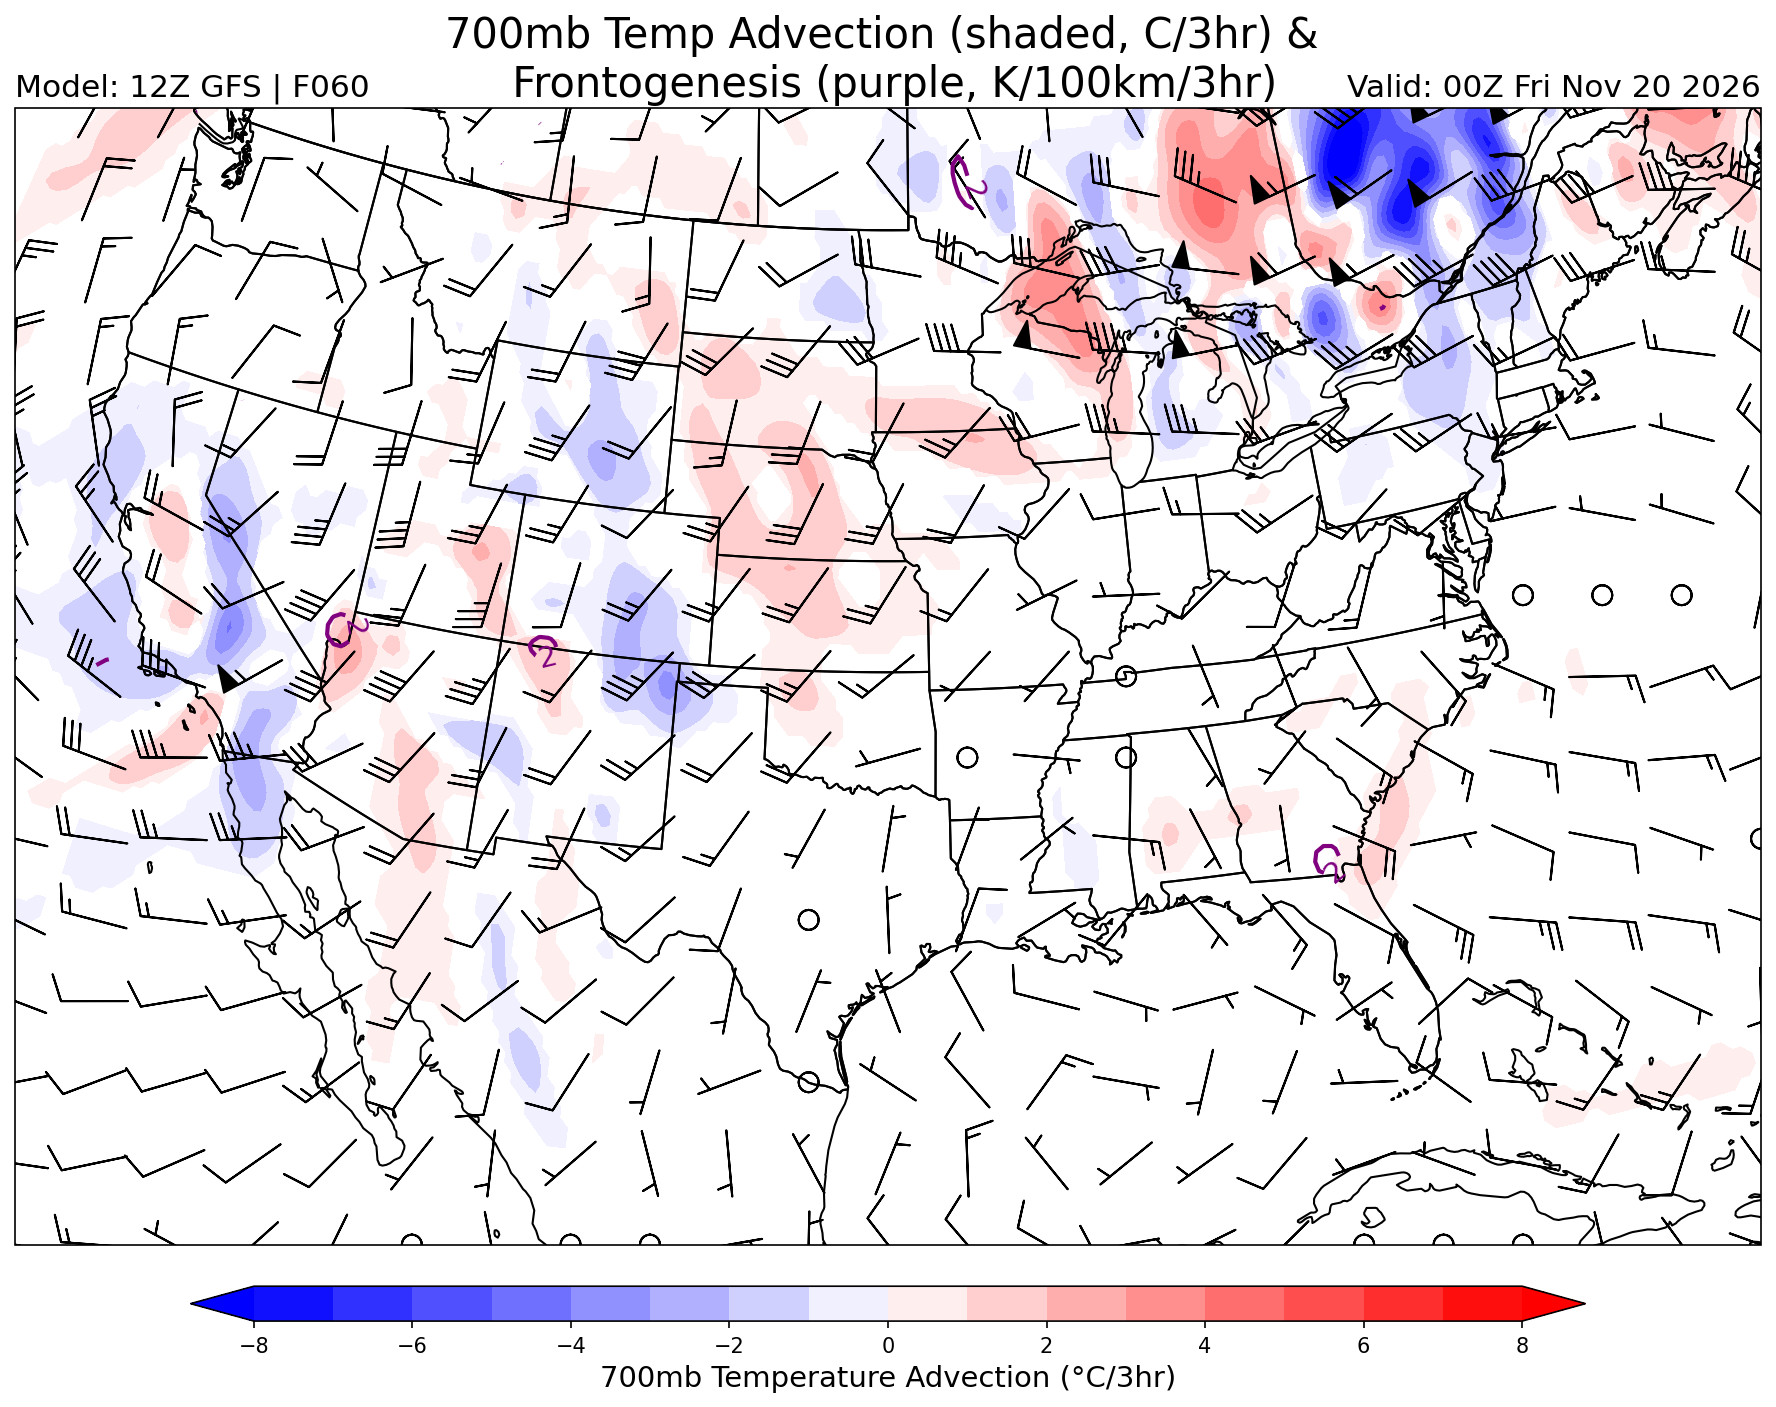 700mb Temp Advection (shaded, C/3hr) &
Model: 12Z GFS | F060
Frontogenesis (purple, K/100km/3hr)
Valid: 00Z Fri Nov 20 2026
2
2
2
2
−8 −6 −4 −2 0 2 4 6 8
700mb Temperature Advection (°C/3hr)